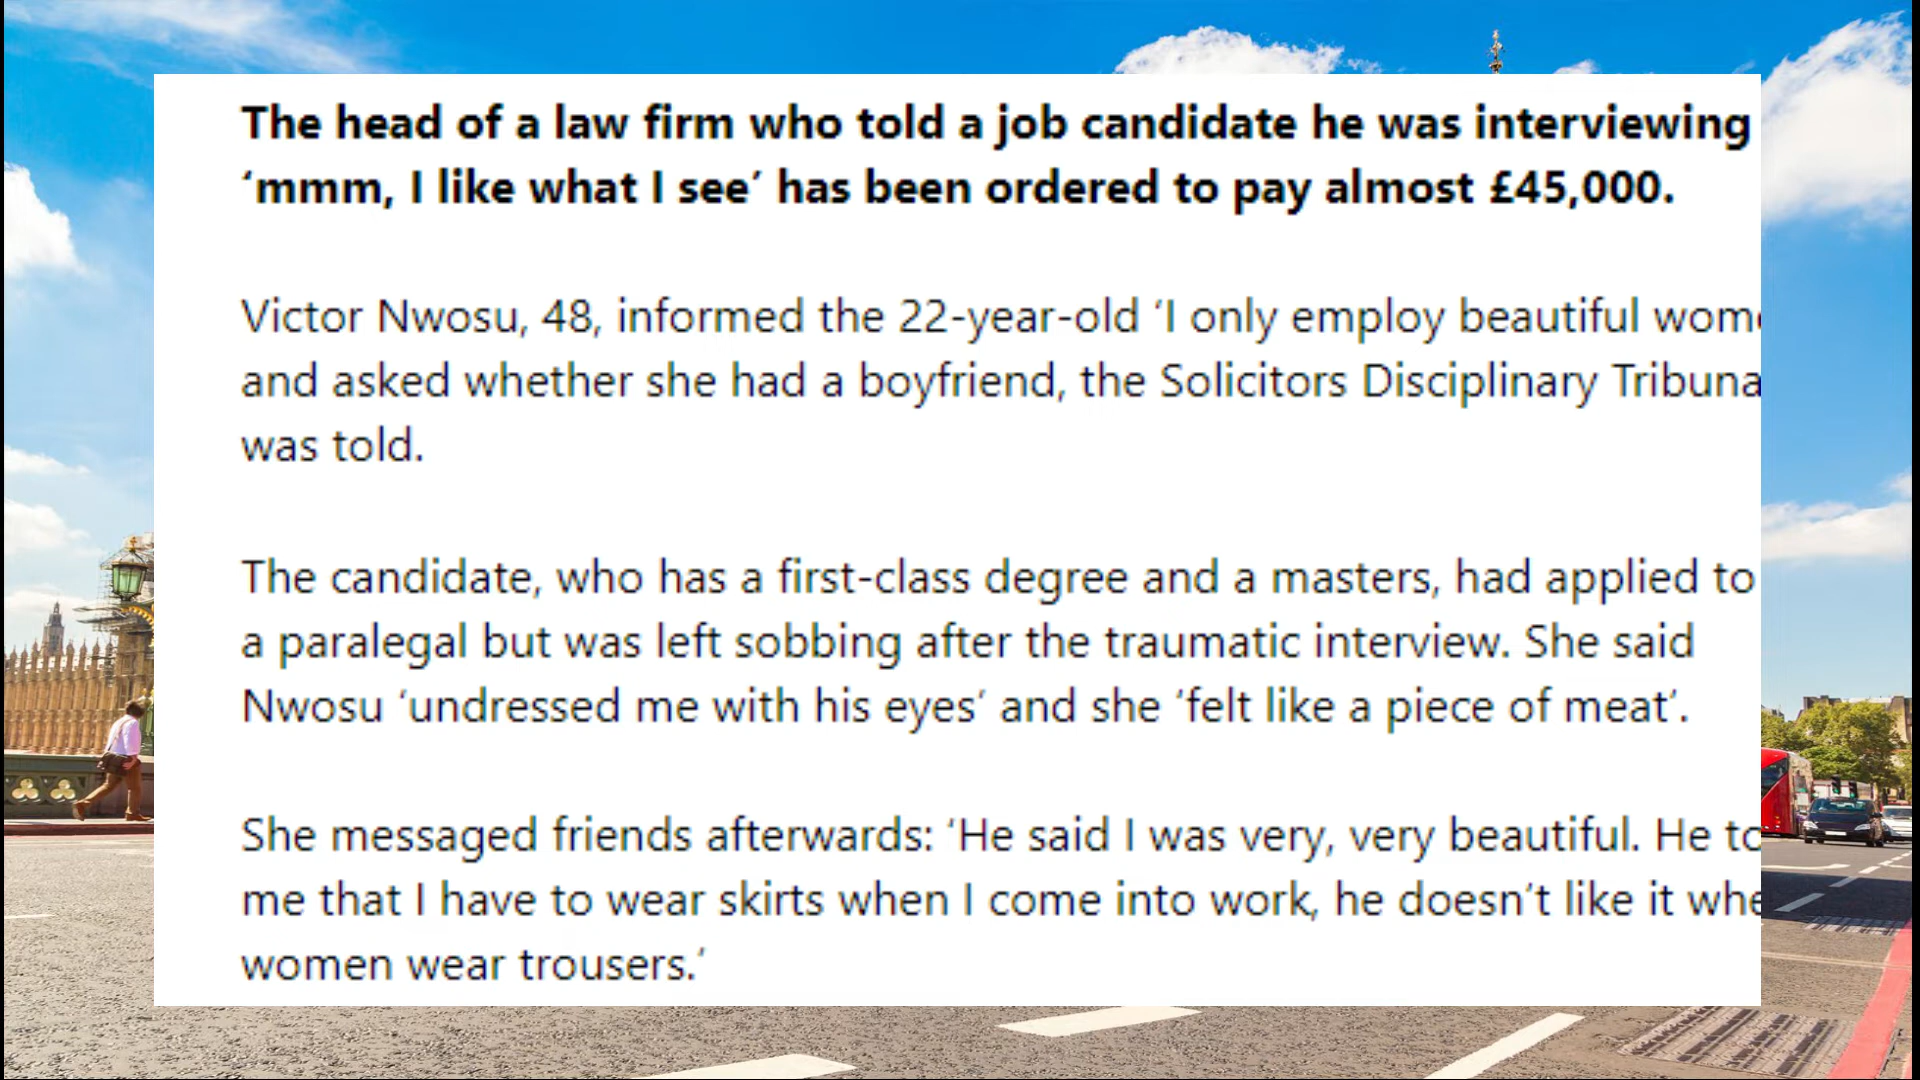 The head of a law firm who told a job candidate he was interviewing
‘mmm, I like what I see’ has been ordered to pay almost £45,000.
Victor Nwosu, 48, informed the 22-year-old ‘I only employ beautiful
and asked whether she had a boyfriend, the Solicitors Disciplinary
was told.
The candidate, who has a first-class degree and a masters, had applied to
a paralegal but was left sobbing after the traumatic interview. She said
Nwosu ‘undressed me with his eyes’ and she ‘felt like a piece of meat’.
She messaged friends afterwards: ‘He said I was very, very beautiful. He
me that I have to wear skirts when I come into work, he doesn’t like it
women wear trousers.’